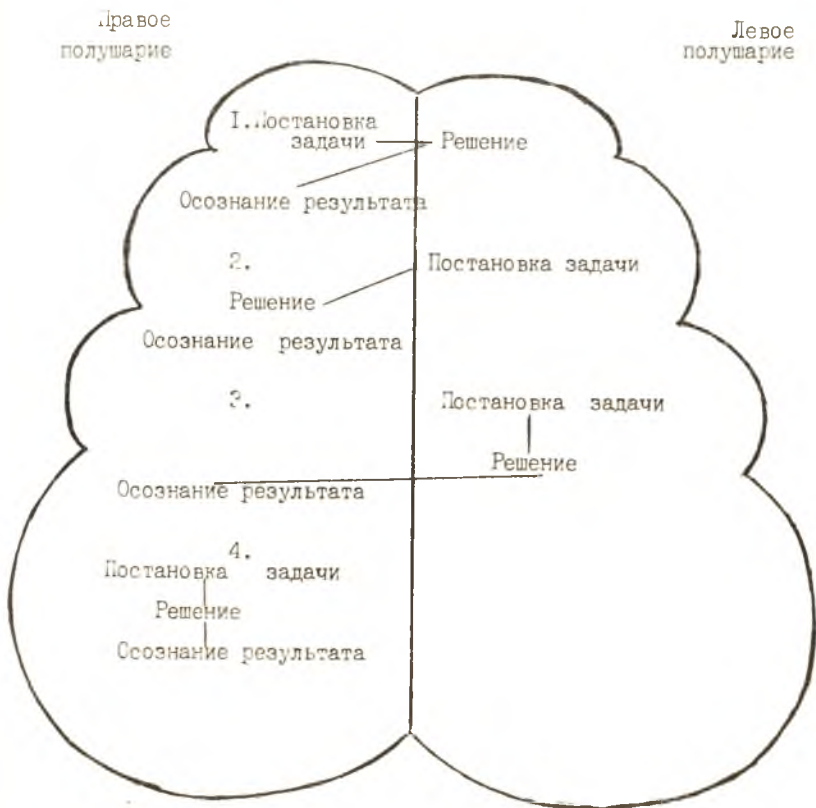 Правое
полушарие
Левое
полушарие
1. Постановка
задачи
Решение
Осознание результата
2.
Постановка задачи
Решение
Осознание результата
3.
Постановка задачи
Решение
Осознание результата
4.
Постановка задачи
Решение
Осознание результата